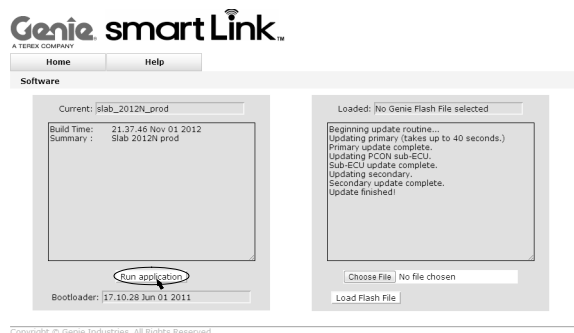 Genie. smart Link™
A TEREX COMPANY
Home Help
Software
Current: slab_2012N_prod
Build Time: 21.37.46 Nov 01 2012
Summary : Slab 2012N prod
Run application
Bootloader: 17.10.28 Jun 01 2011
Loaded: No Genie Flash File selected
Beginning update routine...
Updating primary (takes up to 40 seconds.)
Primary update complete.
Updating PCON sub-ECU.
Sub-ECU update complete.
Updating secondary.
Secondary update complete.
Update finished!
Choose File No file chosen
Load Flash File
Copyright © Genie Industries. All Rights Reserved